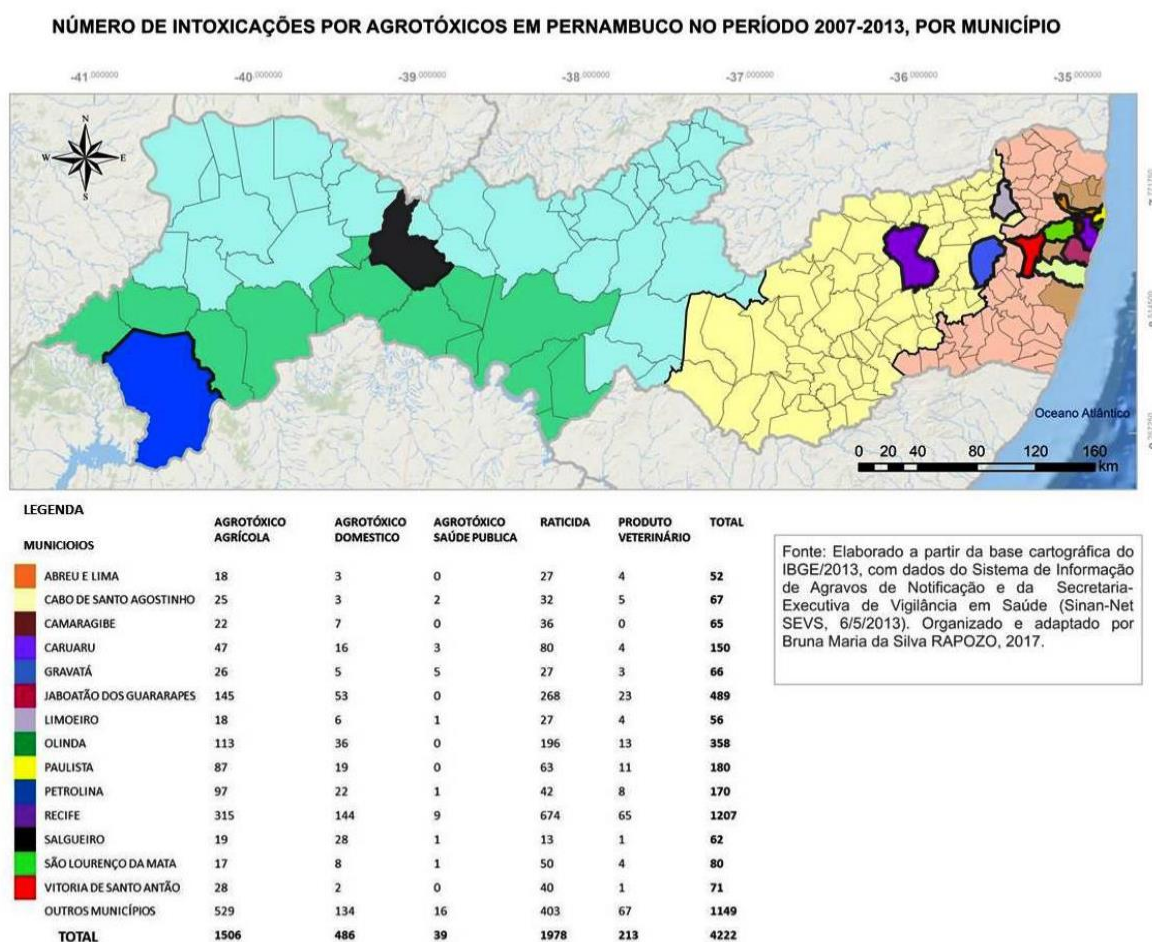 NÚMERO DE INTOXICAÇÕES POR AGROTÓXICOS EM PERNAMBUCO NO PERÍODO 2007-2013, POR MUNICÍPIO
-41,000000 -40,000000 -39,000000 -38,000000 -37,000000 -36,000000 -35,000000
N
W E
S
Oceano Atlântico
0 20 40 80 120 160
km
LEGENDA
MUNICIOIOS AGROTÓXICO AGRÍCOLA AGROTÓXICO DOMESTICO AGROTÓXICO SAÚDE PUBLICA RATICIDA PRODUTO VETERINÁRIO TOTAL
ABREU E LIMA 18 3 0 27 4 52
CABO DE SANTO AGOSTINHO 25 3 2 32 5 67
CAMARAGIBE 22 7 0 36 0 65
CARUARU 47 16 3 80 4 150
GRAVATÁ 26 5 5 27 3 66
JABOATÃO DOS GUARARAPES 145 53 0 268 23 489
LIMOEIRO 18 6 1 27 4 56
OLINDA 113 36 0 196 13 358
PAULISTA 87 19 0 63 11 180
PETROLINA 97 22 1 42 8 170
RECIFE 315 144 9 674 65 1207
SALGUEIRO 19 28 1 13 1 62
SÃO LOURENÇO DA MATA 17 8 1 50 4 80
VITORIA DE SANTO ANTÃO 28 2 0 40 1 71
OUTROS MUNICÍPIOS 529 134 16 403 67 1149
TOTAL 1506 486 39 1978 213 4222
Fonte: Elaborado a partir da base cartográfica do
IBGE/2013, com dados do Sistema de Informação
de Agravos de Notificação e da Secretaria-
Executiva de Vigilância em Saúde (Sinan-Net
SEVS, 6/5/2013). Organizado e adaptado por
Bruna Maria da Silva RAPOZO, 2017.